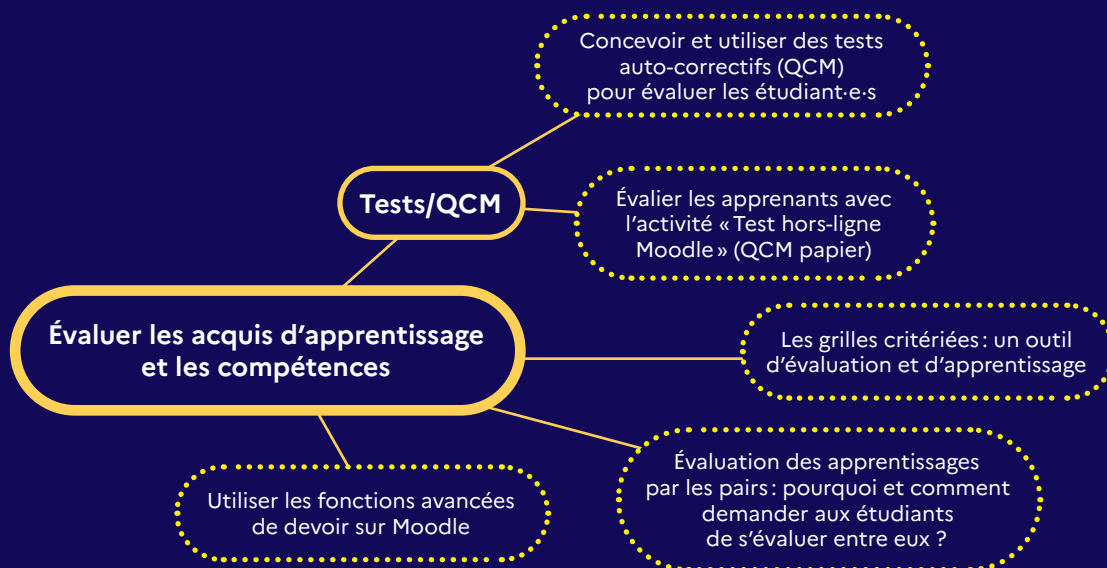 Concevoir et utiliser des tests
auto-correctifs (QCM)
pour évaluer les étudiant·e·s
Tests/QCM
Évalier les apprenants avec
l’activité « Test hors-ligne
Moodle » (QCM papier)
Évaluer les acquis d’apprentissage
et les compétences
Les grilles critériées : un outil
d’évaluation et d’apprentissage
Évaluation des apprentissages
par les pairs : pourquoi et comment
demander aux étudiants
de s’évaluer entre eux ?
Utiliser les fonctions avancées
de devoir sur Moodle